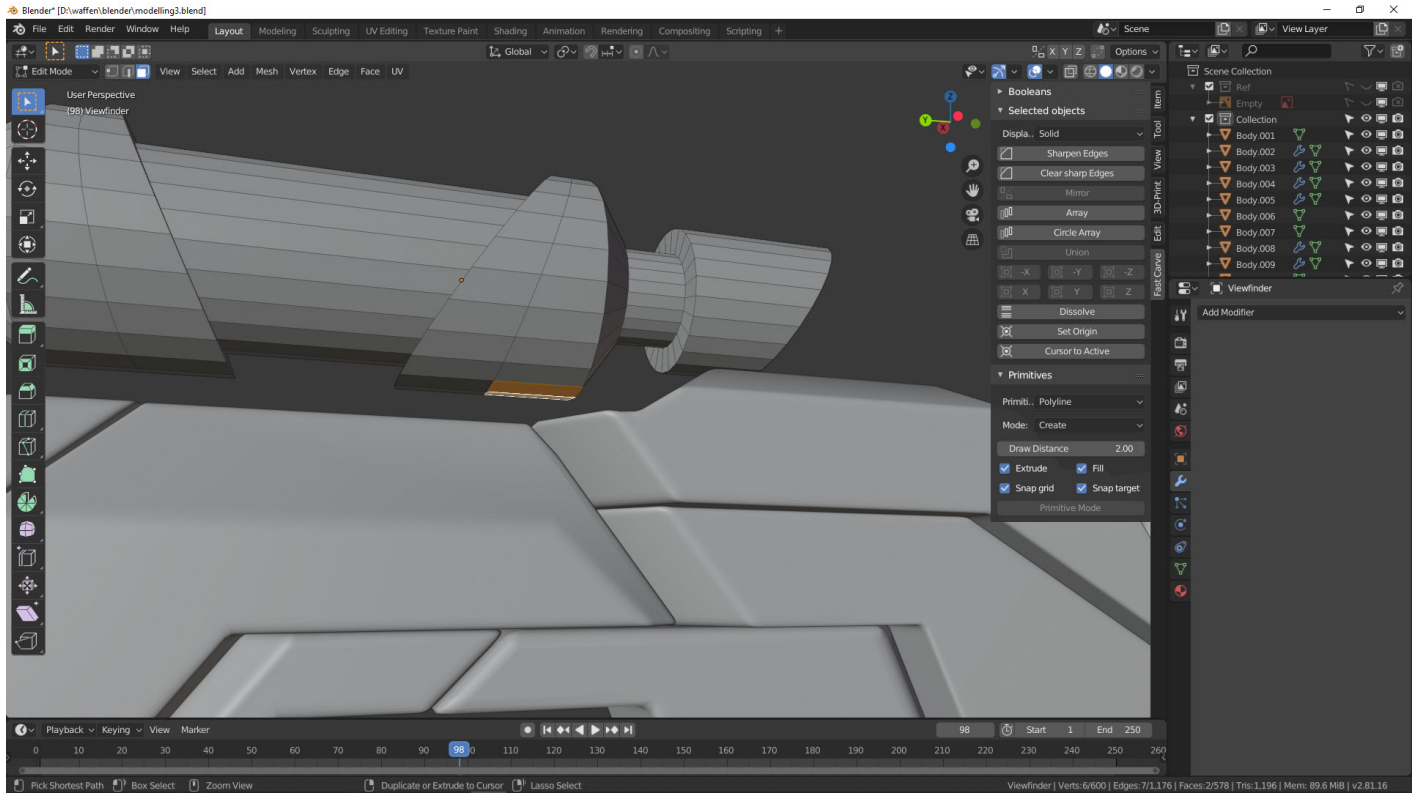 Blender* [D:\waffen\blender\modelling3.blend]
File Edit Render Window Help Layout Modeling Sculpting UV Editing Texture Paint Shading Animation Rendering Compositing Scripting + Scene View Layer
Global X Y Z Options
Edit Mode View Select Add Mesh Vertex Edge Face UV
User Perspective
(98) Viewfinder
Z
Y
X
Booleans
Selected objects
Displa.. Solid
Sharpen Edges
Clear sharp Edges
Mirror
Array
Circle Array
Union
-X -Y -Z
X Y Z
Dissolve
Set Origin
Cursor to Active
Primitives
Primiti.. Polyline
Mode: Create
Draw Distance 2.00
Extrude Fill
Snap grid Snap target
Primitive Mode
Item
Tool
View
3D-Print
Edit
Fast Carve
Scene Collection
Ref
Empty
Collection
Body.001
Body.002
Body.003
Body.004
Body.005
Body.006
Body.007
Body.008
Body.009
Viewfinder
Add Modifier
Playback Keying View Marker 98 Start 1 End 250
0 10 20 30 40 50 60 70 80 90 98 0 110 120 130 140 150 160 170 180 190 200 210 220 230 240 250 260
Pick Shortest Path Box Select Zoom View Duplicate or Extrude to Cursor Lasso Select Viewfinder | Verts:6/600 | Edges:7/1,176 | Faces:2/578 | Tris:1,196 | Mem: 89.6 MiB | v2.81.16